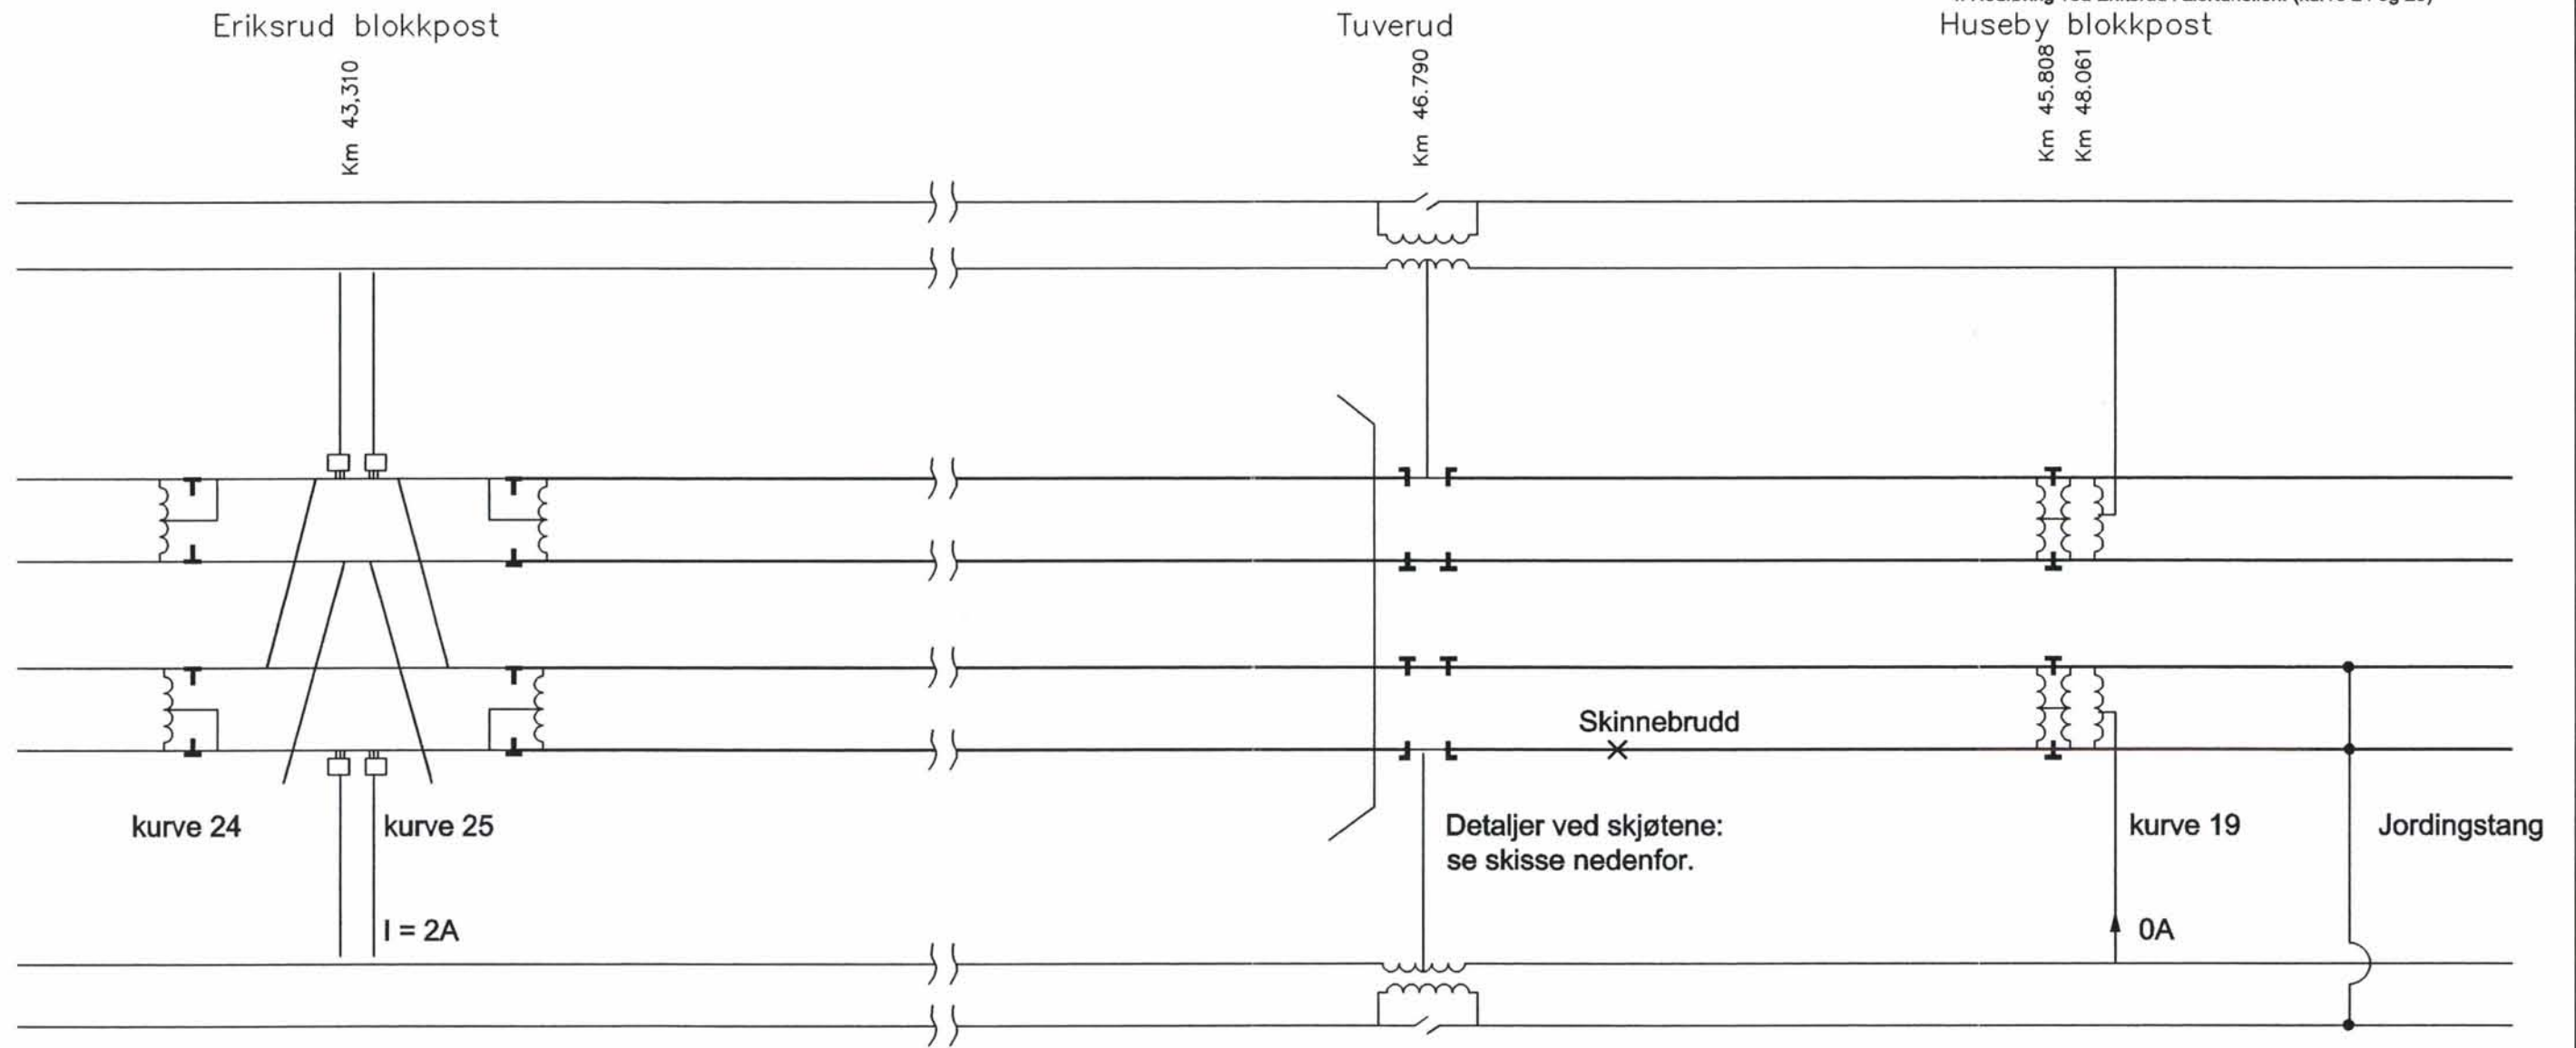 Eriksrud blokkpost
Tuverud
Huseby blokkpost
Km 43,310
Km 46.790
Km 45.808
Km 48.061
Skinnebrudd
kurve 24
kurve 25
Detaljer ved skjøtene:
se skisse nedenfor.
kurve 19
Jordingstang
I = 2A
0A